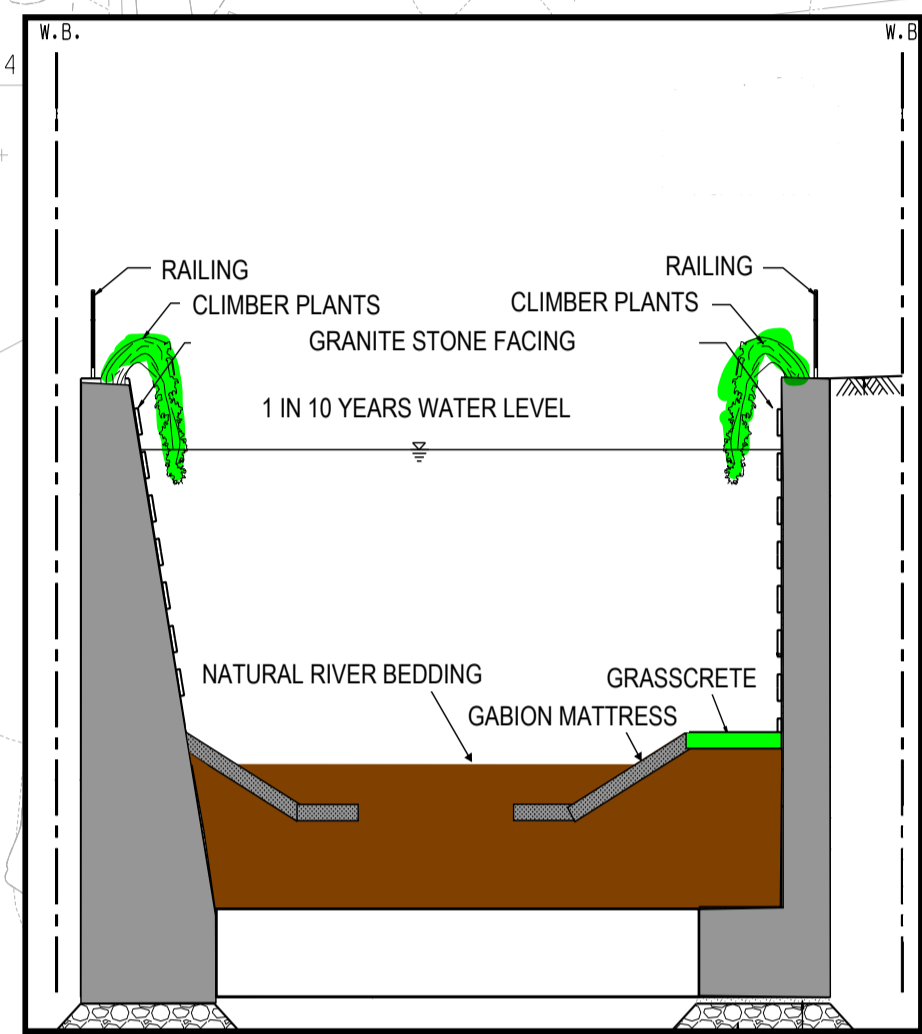 W.B.
W.B
4
RAILING
RAILING
CLIMBER PLANTS
CLIMBER PLANTS
GRANITE STONE FACING
1 IN 10 YEARS WATER LEVEL
NATURAL RIVER BEDDING
GRASSCRETE
GABION MATTRESS